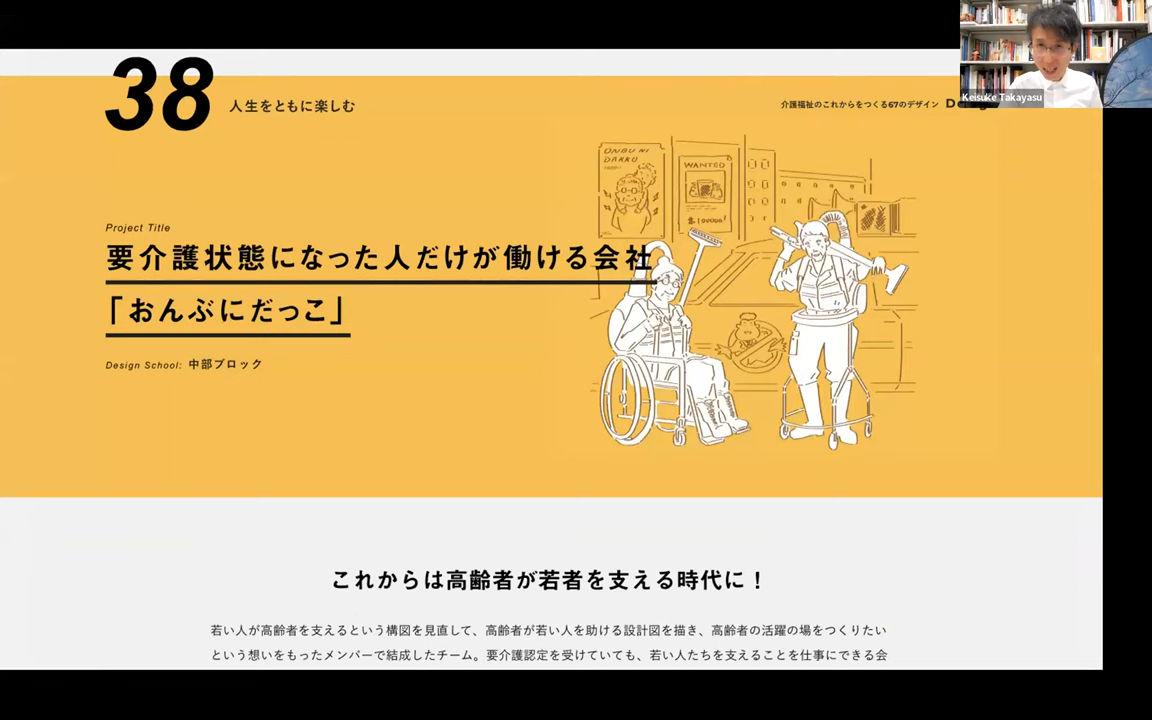 38
人生をともに楽しむ
介護福祉のこれからをつくる67のデザイン
Keisuke Takayasu
ONBU NI
DAKKO
WANTED
Project Title
要介護状態になった人だけが働ける会社
「おんぶにだっこ」
Design School: 中部ブロック
これからは高齢者が若者を支える時代に！
若い人が高齢者を支えるという構図を見直して、高齢者が若い人を助ける設計図を描き、高齢者の活躍の場をつくりたい
という想いをもったメンバーで結成したチーム。要介護認定を受けていても、若い人たちを支えることを仕事にできる会